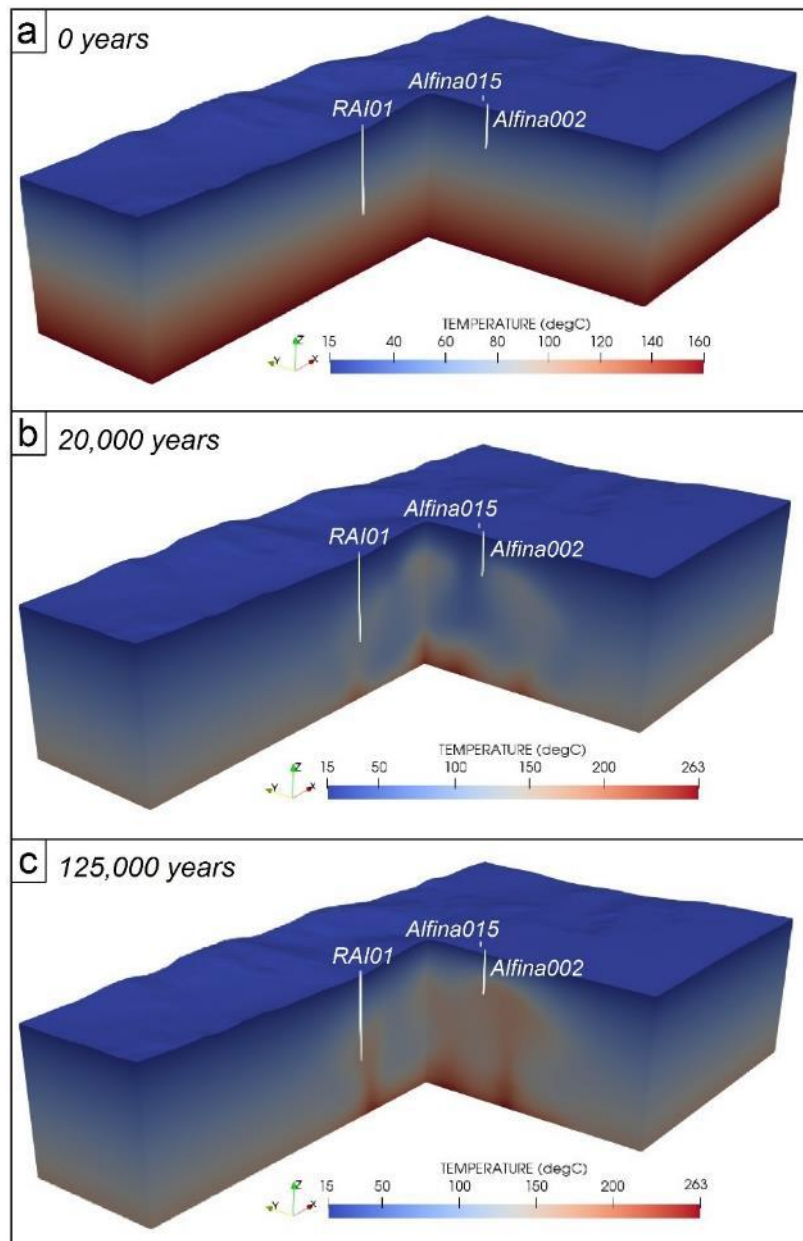 a 0 years
Alfina015
RAI01
Alfina002
TEMPERATURE (degC)
Z
Y X
15 40 60 80 100 120 140 160
b 20,000 years
Alfina015
RAI01
Alfina002
TEMPERATURE (degC)
Z
Y X
15 50 100 150 200 263
c 125,000 years
Alfina015
RAI01
Alfina002
TEMPERATURE (degC)
Z
Y X
15 50 100 150 200 263